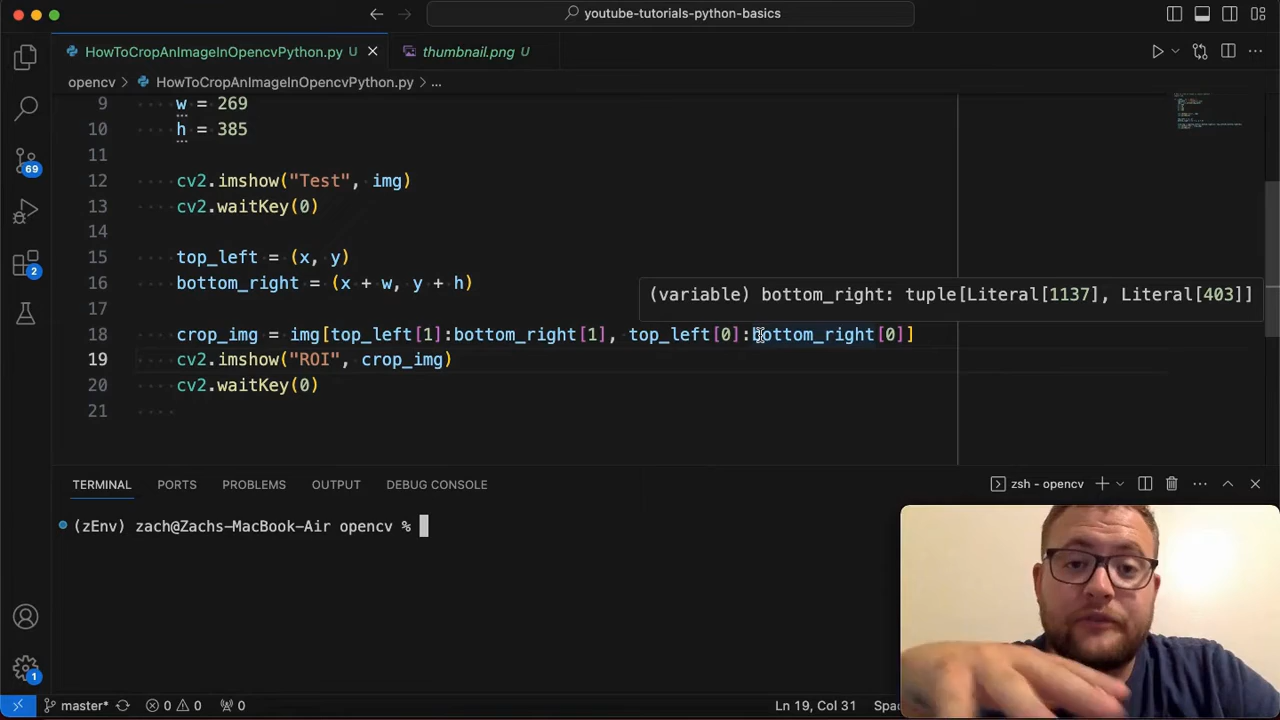 youtube-tutorials-python-basics
HowToCropAnImageInOpencvPython.py U
thumbnail.png U
opencv > HowToCropAnImageInOpencvPython.py > ...
9 w = 269
10 h = 385
11
12 cv2.imshow("Test", img)
13 cv2.waitKey(0)
14
15 top_left = (x, y)
16 bottom_right = (x + w, y + h)
(variable) bottom_right: tuple[Literal[1137], Literal[403]]
17
18 crop_img = img[top_left[1]:bottom_right[1], top_left[0]:bottom_right[0]]
19 cv2.imshow("ROI", crop_img)
20 cv2.waitKey(0)
21
69
2
TERMINAL PORTS PROBLEMS OUTPUT DEBUG CONSOLE
zsh - opencv
(zEnv) zach@Zachs-MacBook-Air opencv %
1
master* 0 0 0
Ln 19, Col 31 Spac